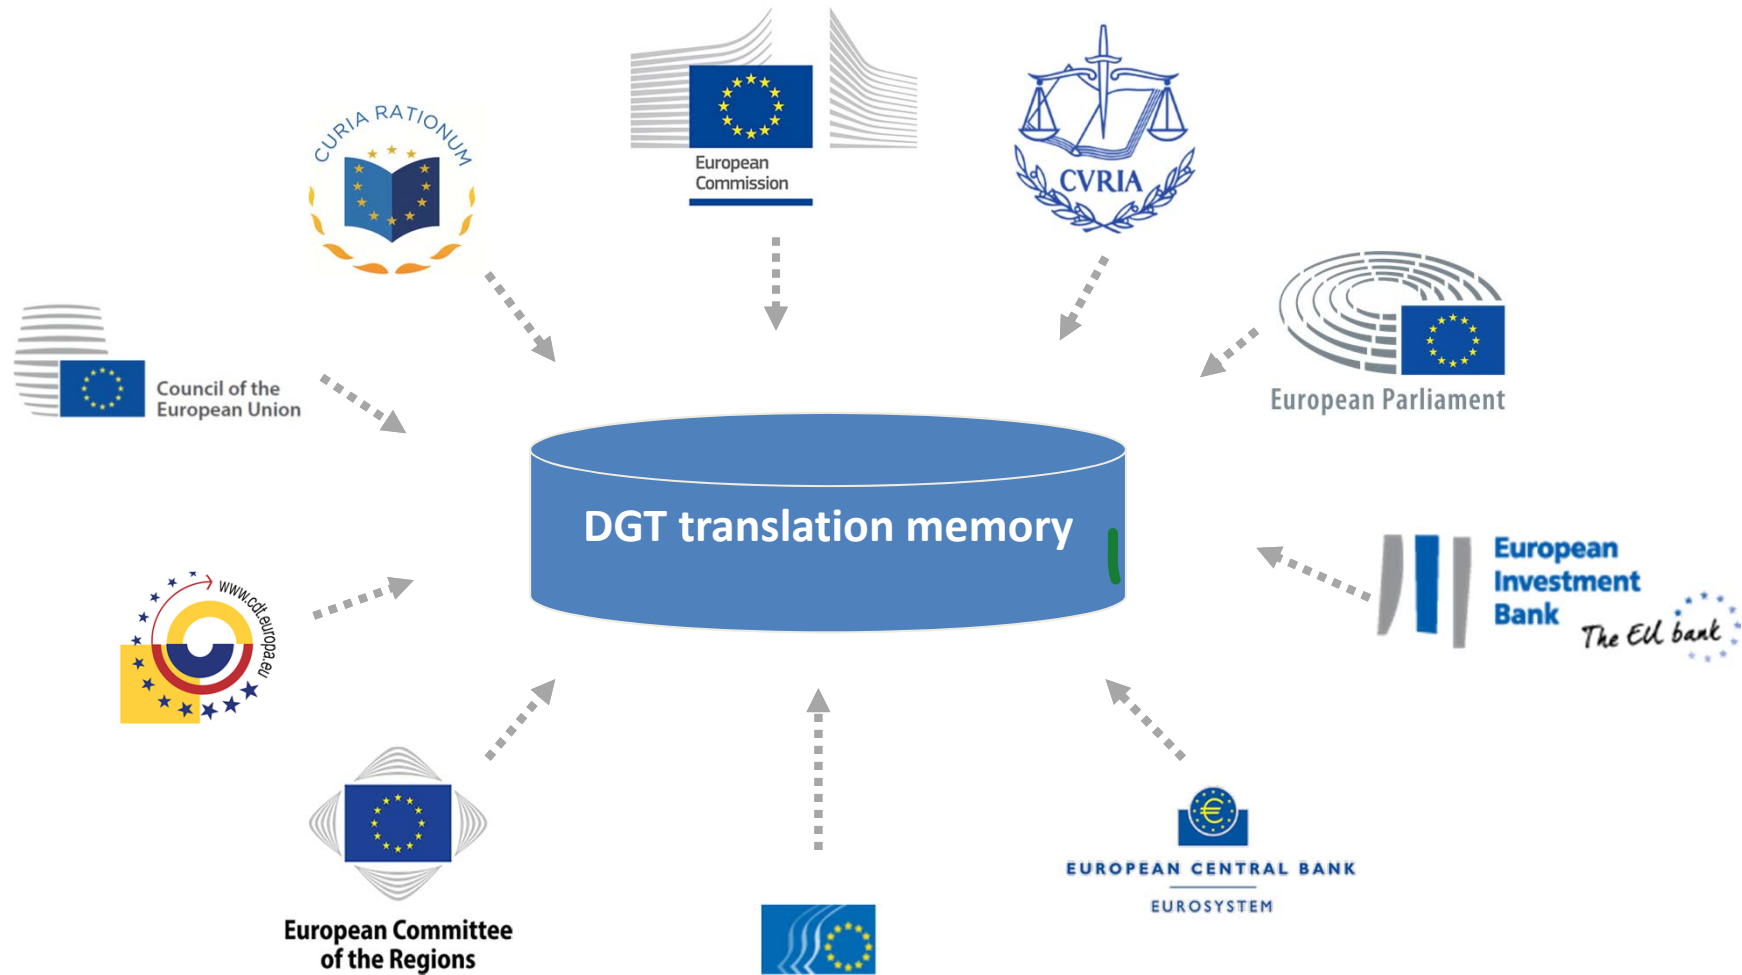 European
Commission
CVRIA
CURIA RATIONUM
Council of the
European Union
European Parliament
DGT translation memory
European
Investment
Bank
The EU bank
www.cdt.europa.eu
EUROPEAN CENTRAL BANK
EUROSYSTEM
European Committee
of the Regions